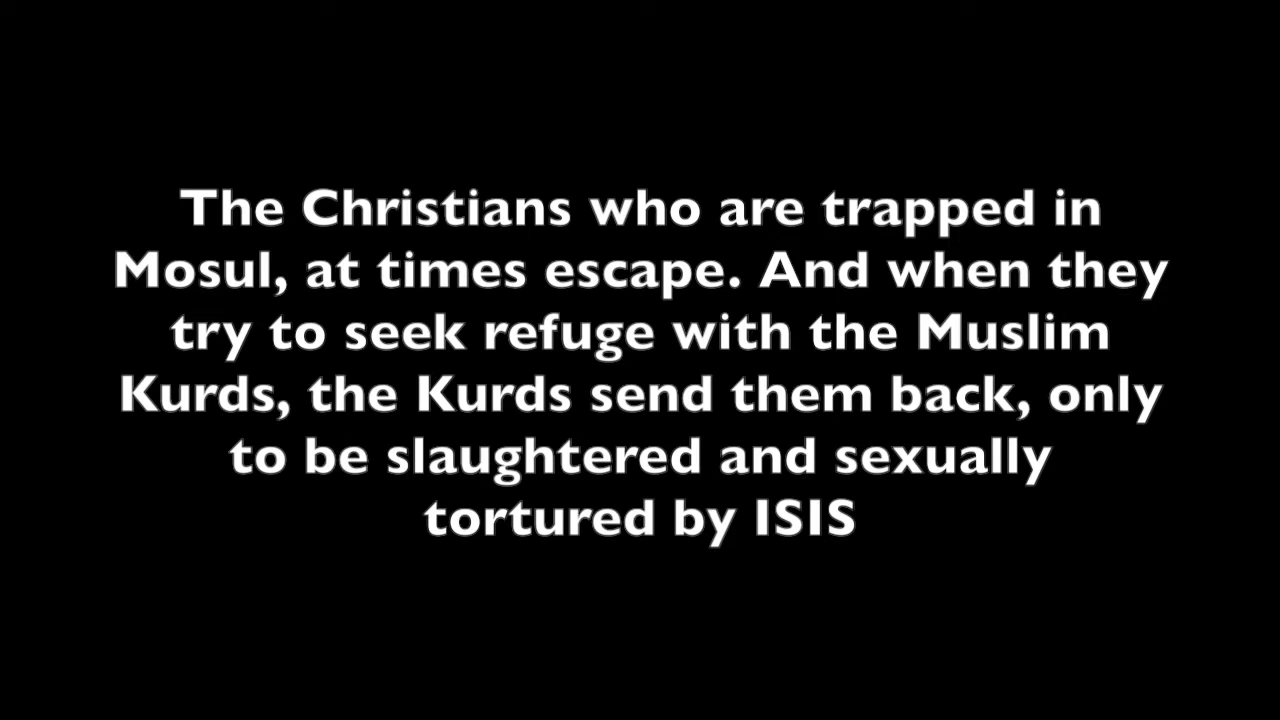 The Christians who are trapped in
Mosul, at times escape. And when they
try to seek refuge with the Muslim
Kurds, the Kurds send them back, only
to be slaughtered and sexually
tortured by ISIS